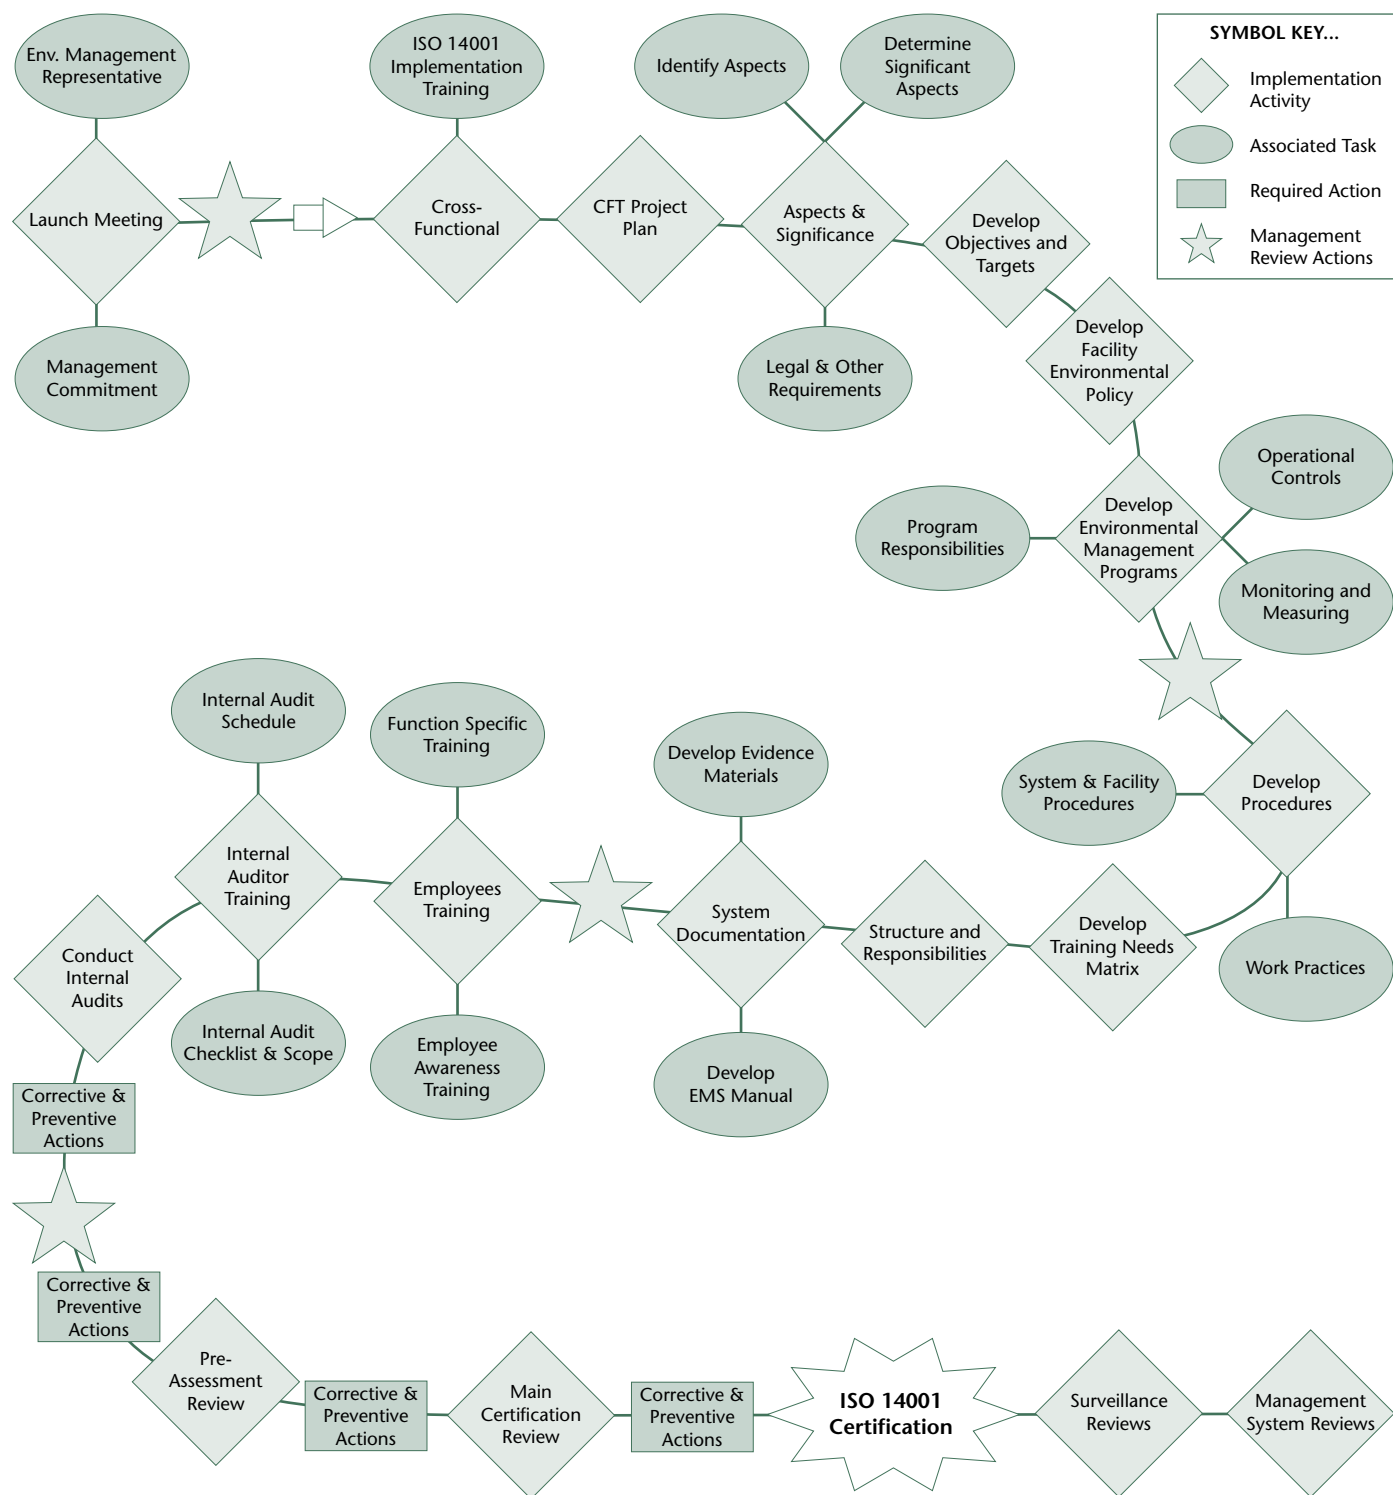 Env. Management
Representative
ISO 14001
Implementation
Training
Identify Aspects
Determine
Significant
Aspects
SYMBOL KEY...
Implementation
Activity
Associated Task
Required Action
Management
Review Actions
Launch Meeting
Cross-
Functional
CFT Project
Plan
Aspects &
Significance
Develop
Objectives and
Targets
Management
Commitment
Legal & Other
Requirements
Develop
Facility
Environmental
Policy
Program
Responsibilities
Develop
Environmental
Management
Programs
Operational
Controls
Monitoring and
Measuring
Internal Audit
Schedule
Function Specific
Training
Develop Evidence
Materials
System & Facility
Procedures
Develop
Procedures
Conduct
Internal
Audits
Internal
Auditor
Training
Employees
Training
System
Documentation
Structure and
Responsibilities
Develop
Training Needs
Matrix
Work Practices
Internal Audit
Checklist & Scope
Employee
Awareness
Training
Develop
EMS Manual
Corrective &
Preventive
Actions
Corrective &
Preventive
Actions
Pre-
Assessment
Review
Corrective &
Preventive
Actions
Main
Certification
Review
Corrective &
Preventive
Actions
ISO 14001
Certification
Surveillance
Reviews
Management
System Reviews